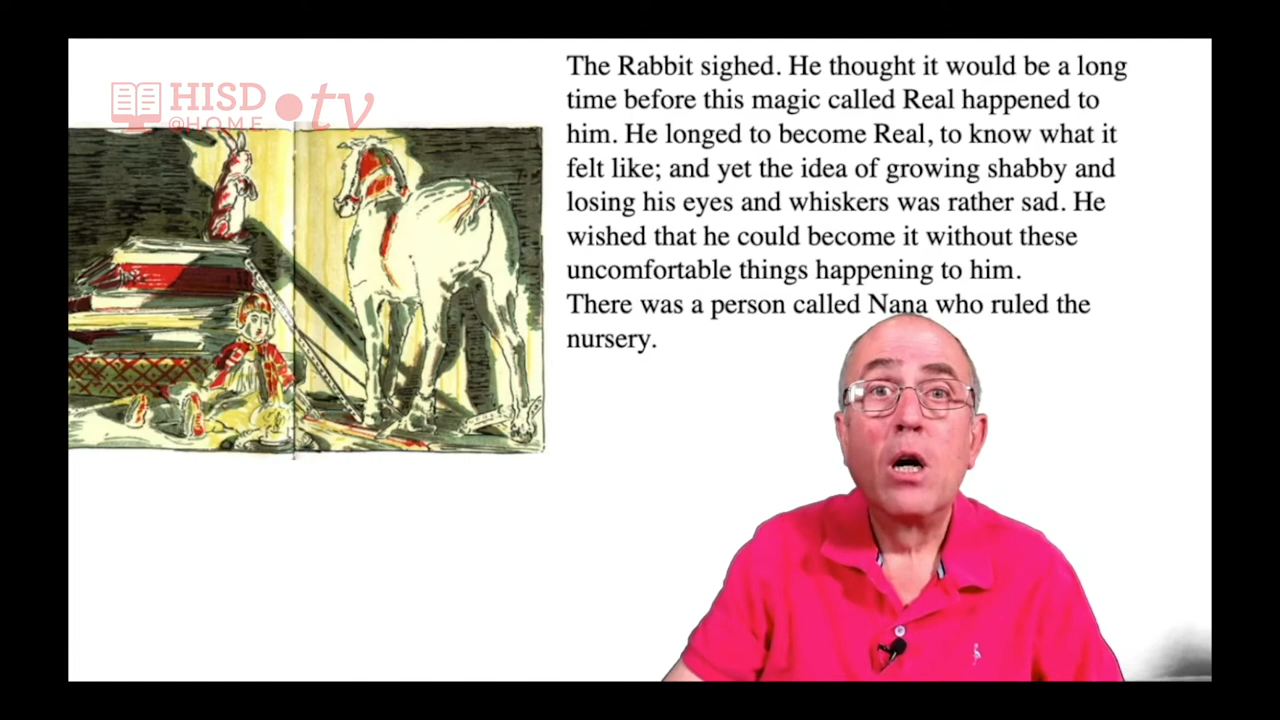 HISD
@HOME
tv
The Rabbit sighed. He thought it would be a long
time before this magic called Real happened to
him. He longed to become Real, to know what it
felt like; and yet the idea of growing shabby and
losing his eyes and whiskers was rather sad. He
wished that he could become it without these
uncomfortable things happening to him.
There was a person called Nana who ruled the
nursery.